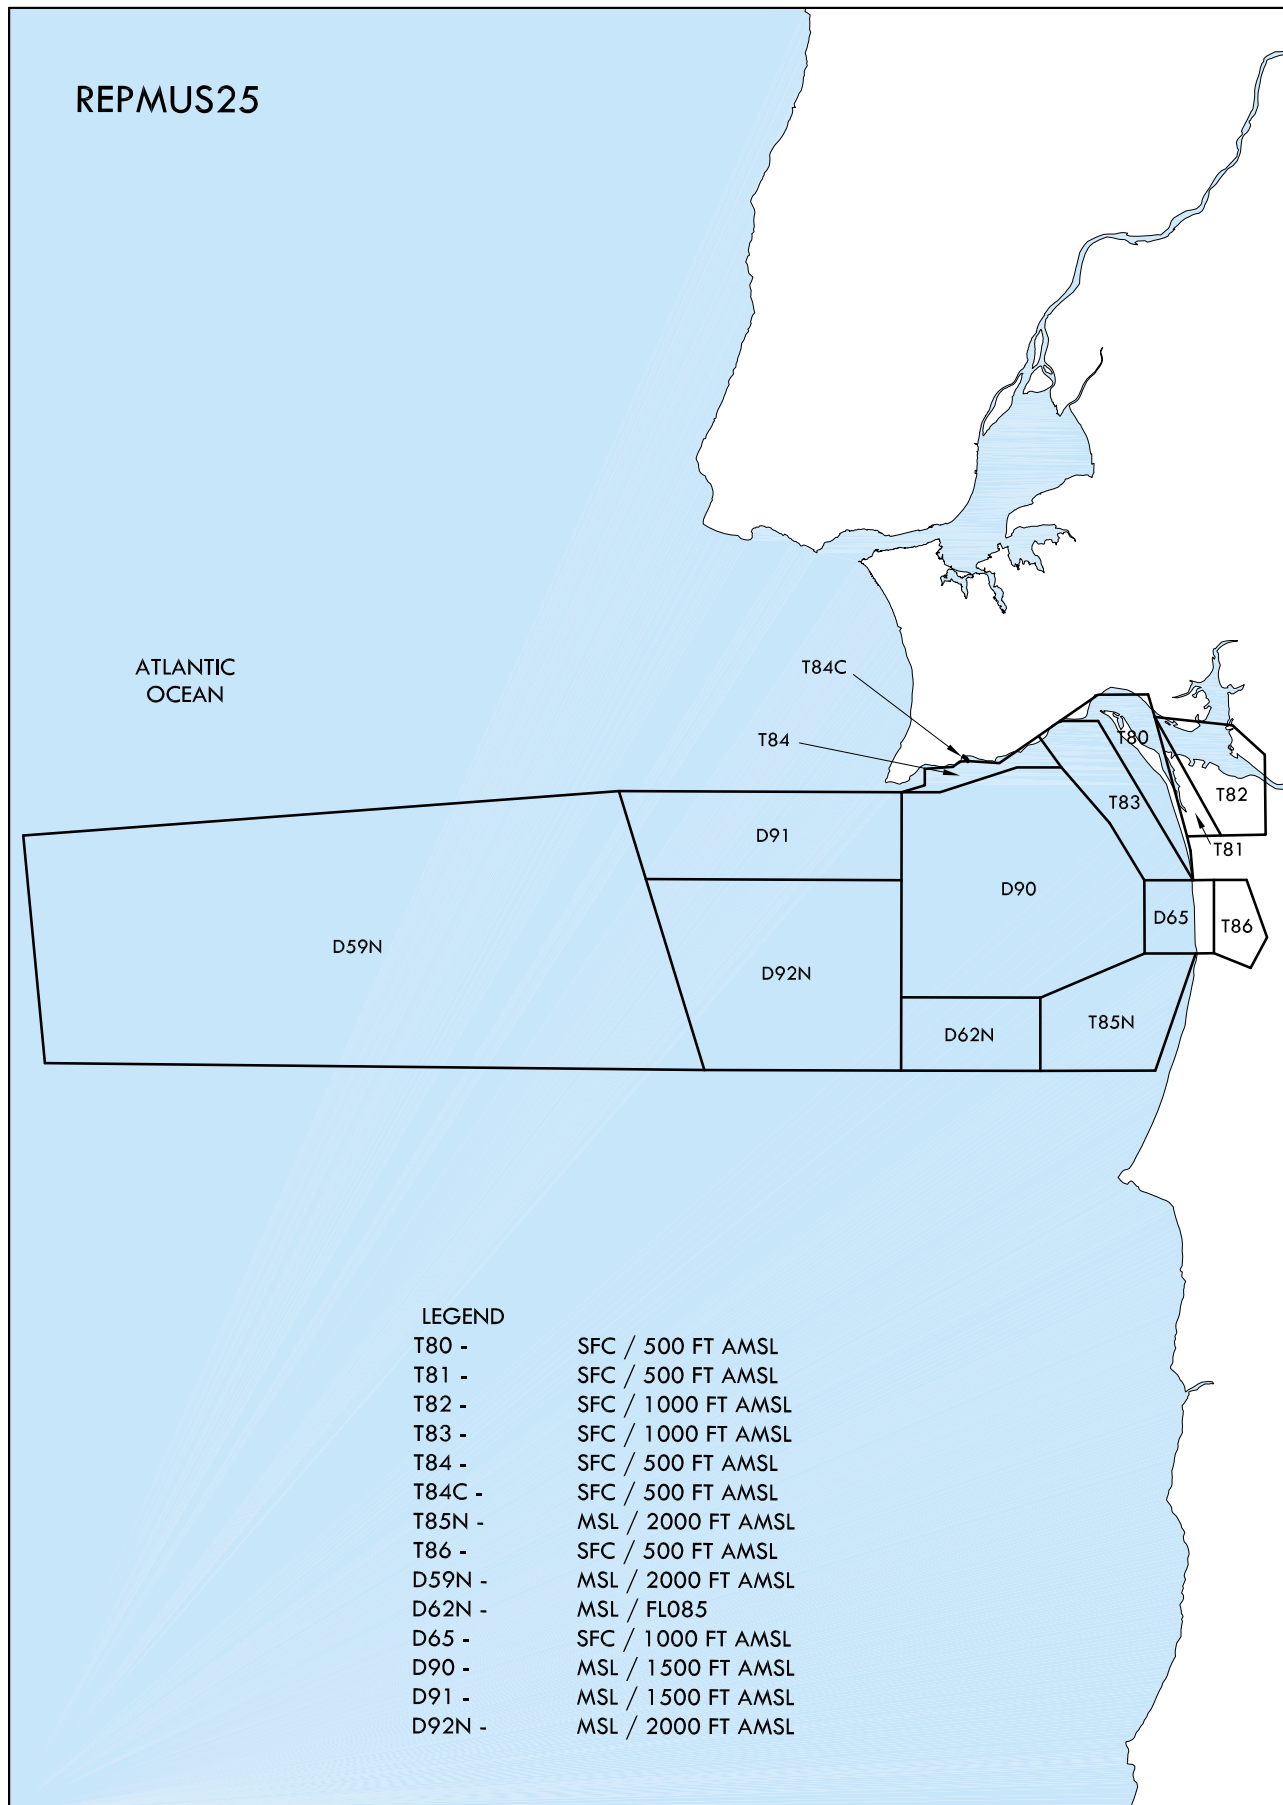 REPMUS25
ATLANTIC
OCEAN
T84C
T84
T80
T82
T83
T81
D91
D90
D65
T86
D59N
D92N
T85N
D62N
LEGEND
T80 - SFC / 500 FT AMSL
T81 - SFC / 500 FT AMSL
T82 - SFC / 1000 FT AMSL
T83 - SFC / 1000 FT AMSL
T84 - SFC / 500 FT AMSL
T84C - SFC / 500 FT AMSL
T85N - MSL / 2000 FT AMSL
T86 - SFC / 500 FT AMSL
D59N - MSL / 2000 FT AMSL
D62N - MSL / FL085
D65 - SFC / 1000 FT AMSL
D90 - MSL / 1500 FT AMSL
D91 - MSL / 1500 FT AMSL
D92N - MSL / 2000 FT AMSL